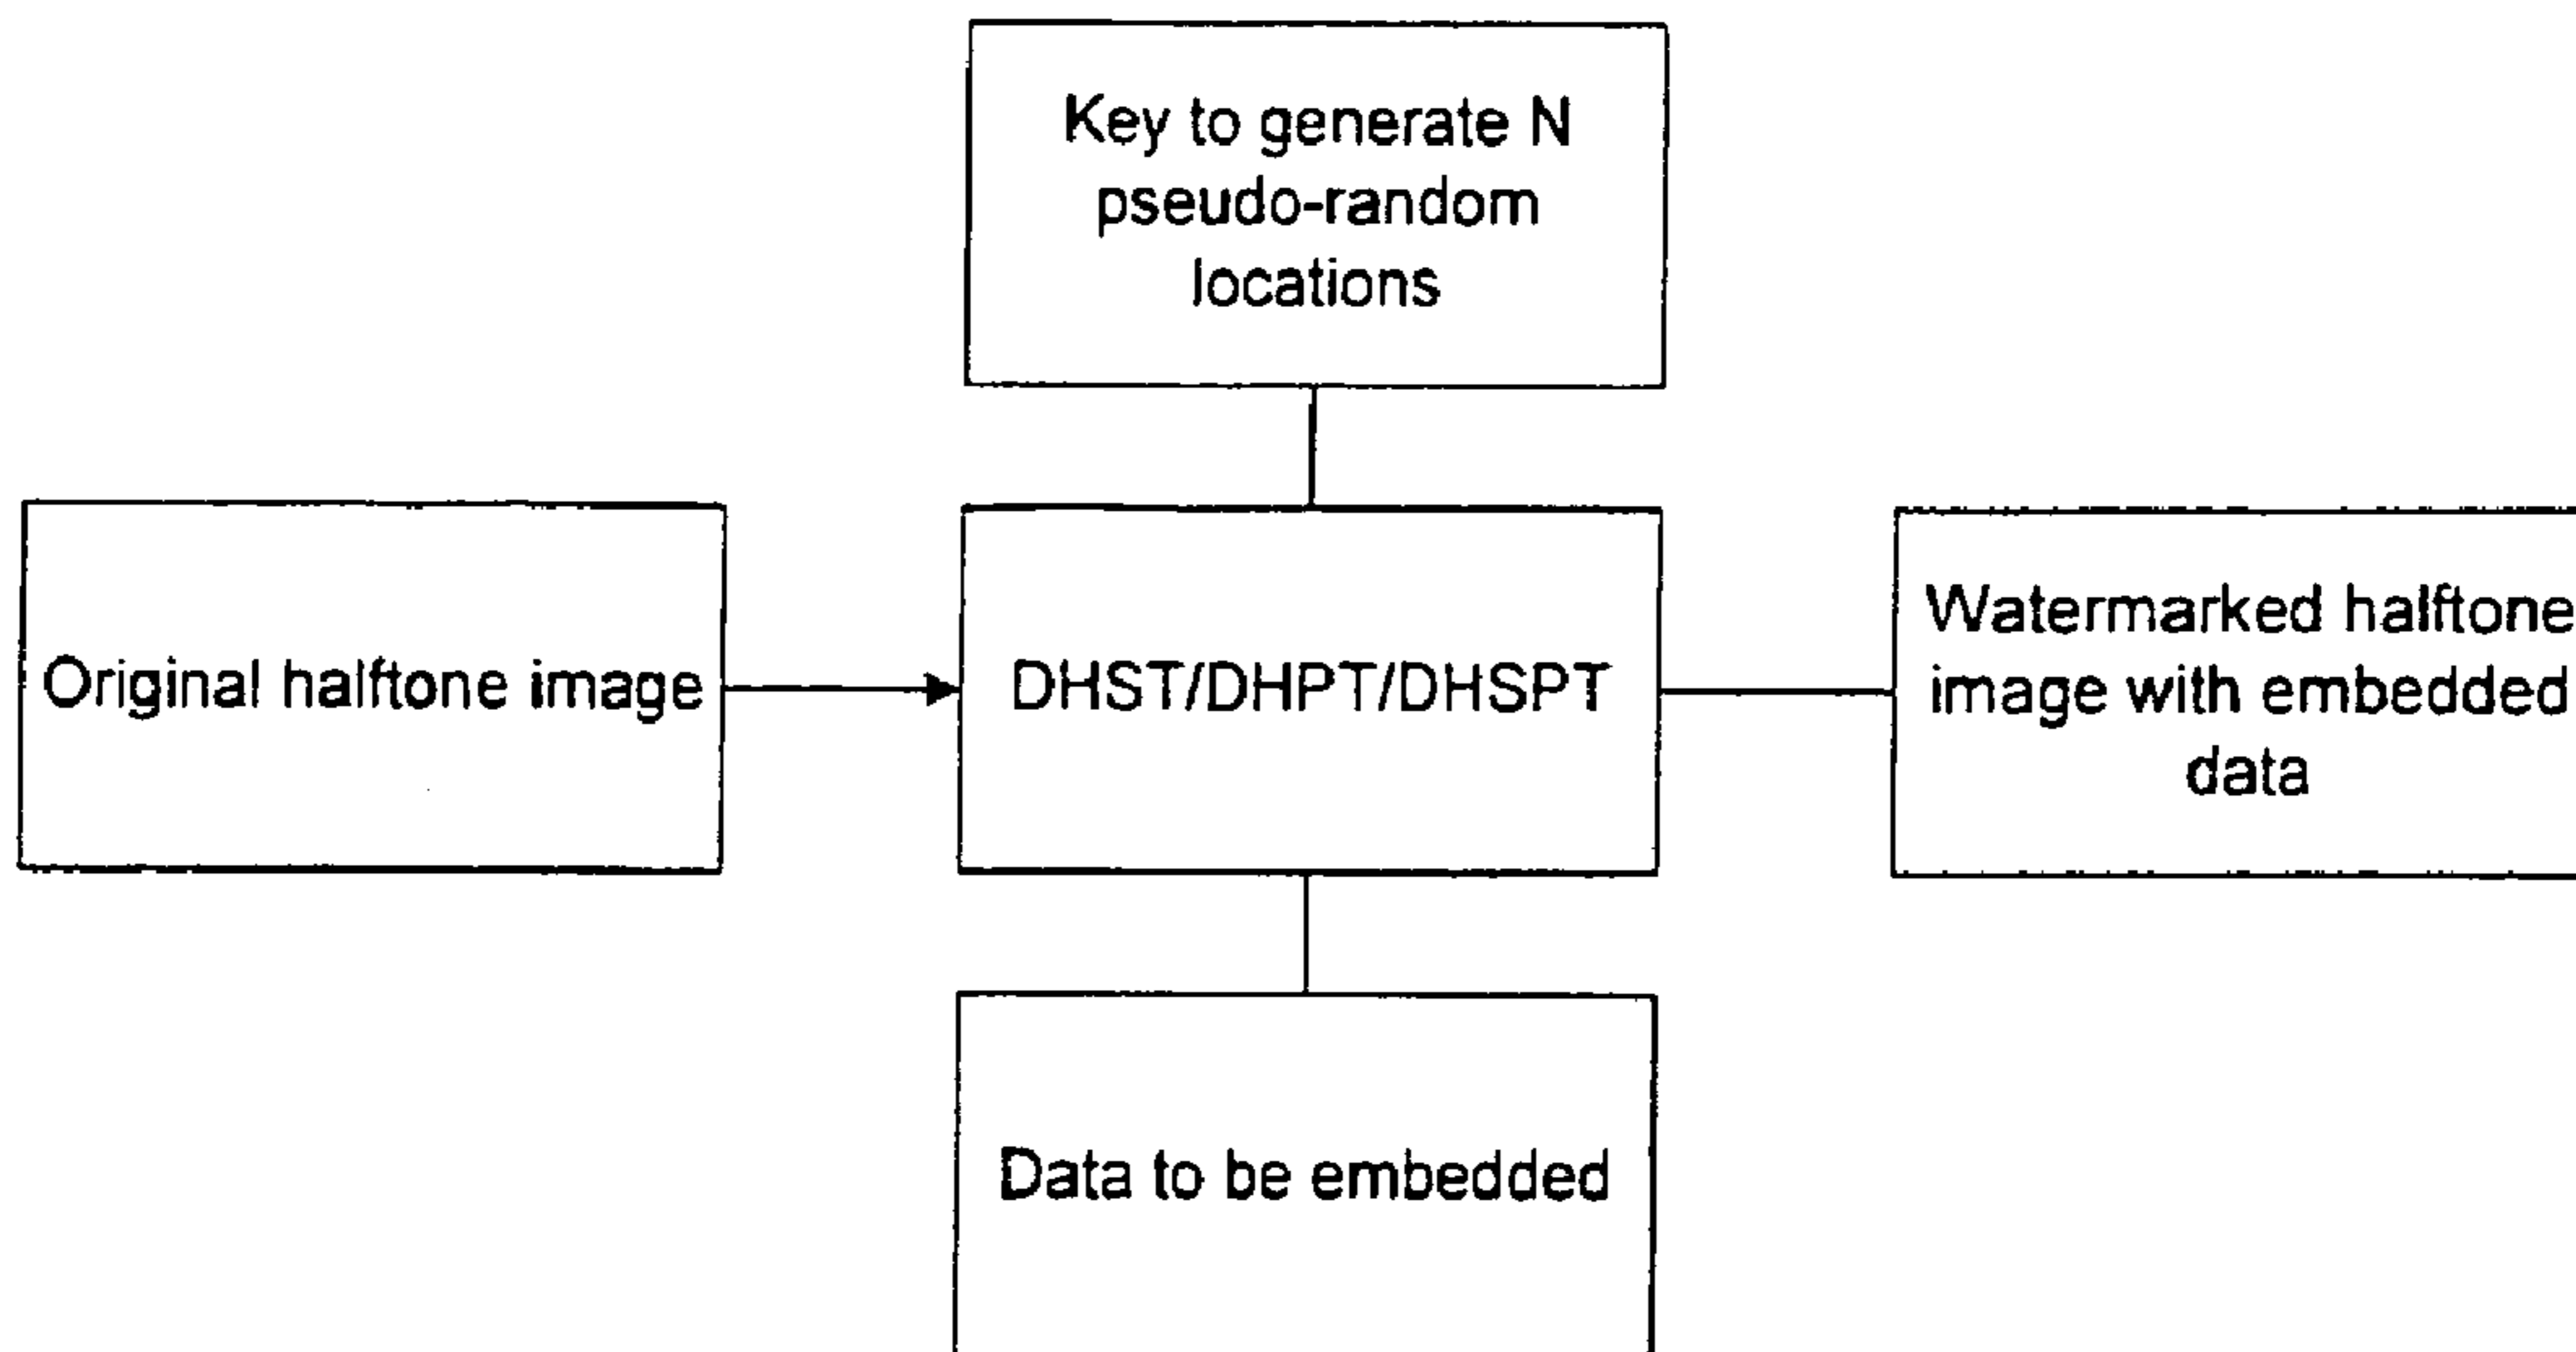 Key to generate N
pseudo-random
locations
Original halftone image
DHST/DHPT/DHSPT
Watermarked halftone
image with embedded
data
Data to be embedded